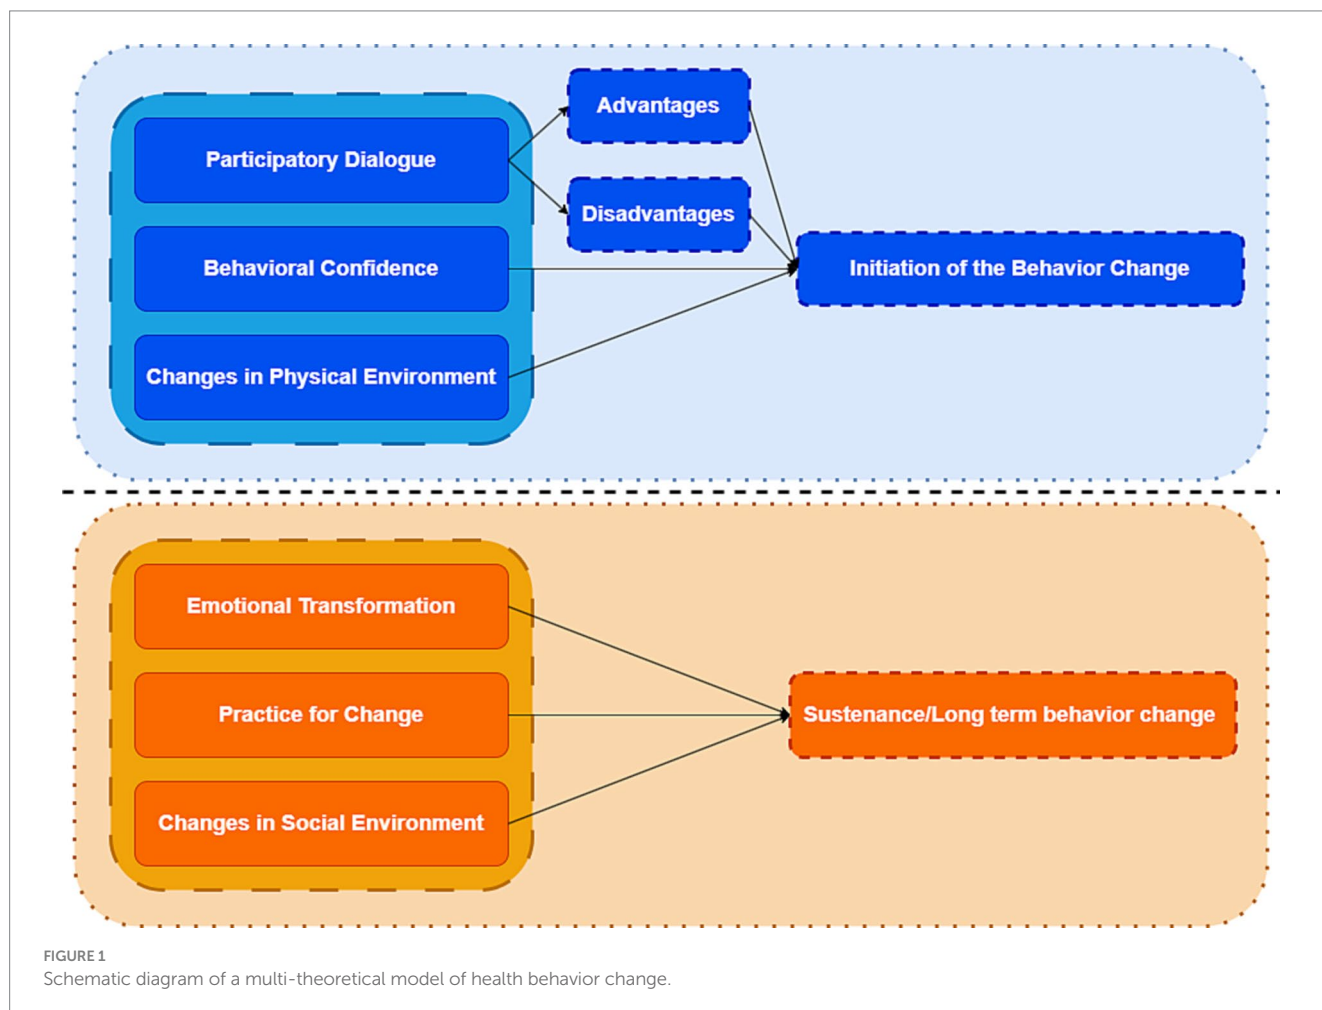 Participatory Dialogue
Advantages
Disadvantages
Behavioral Confidence
Initiation of the Behavior Change
Changes in Physical Environment
Emotional Transformation
Practice for Change
Sustenance/Long term behavior change
Changes in Social Environment
FIGURE 1
Schematic diagram of a multi-theoretical model of health behavior change.